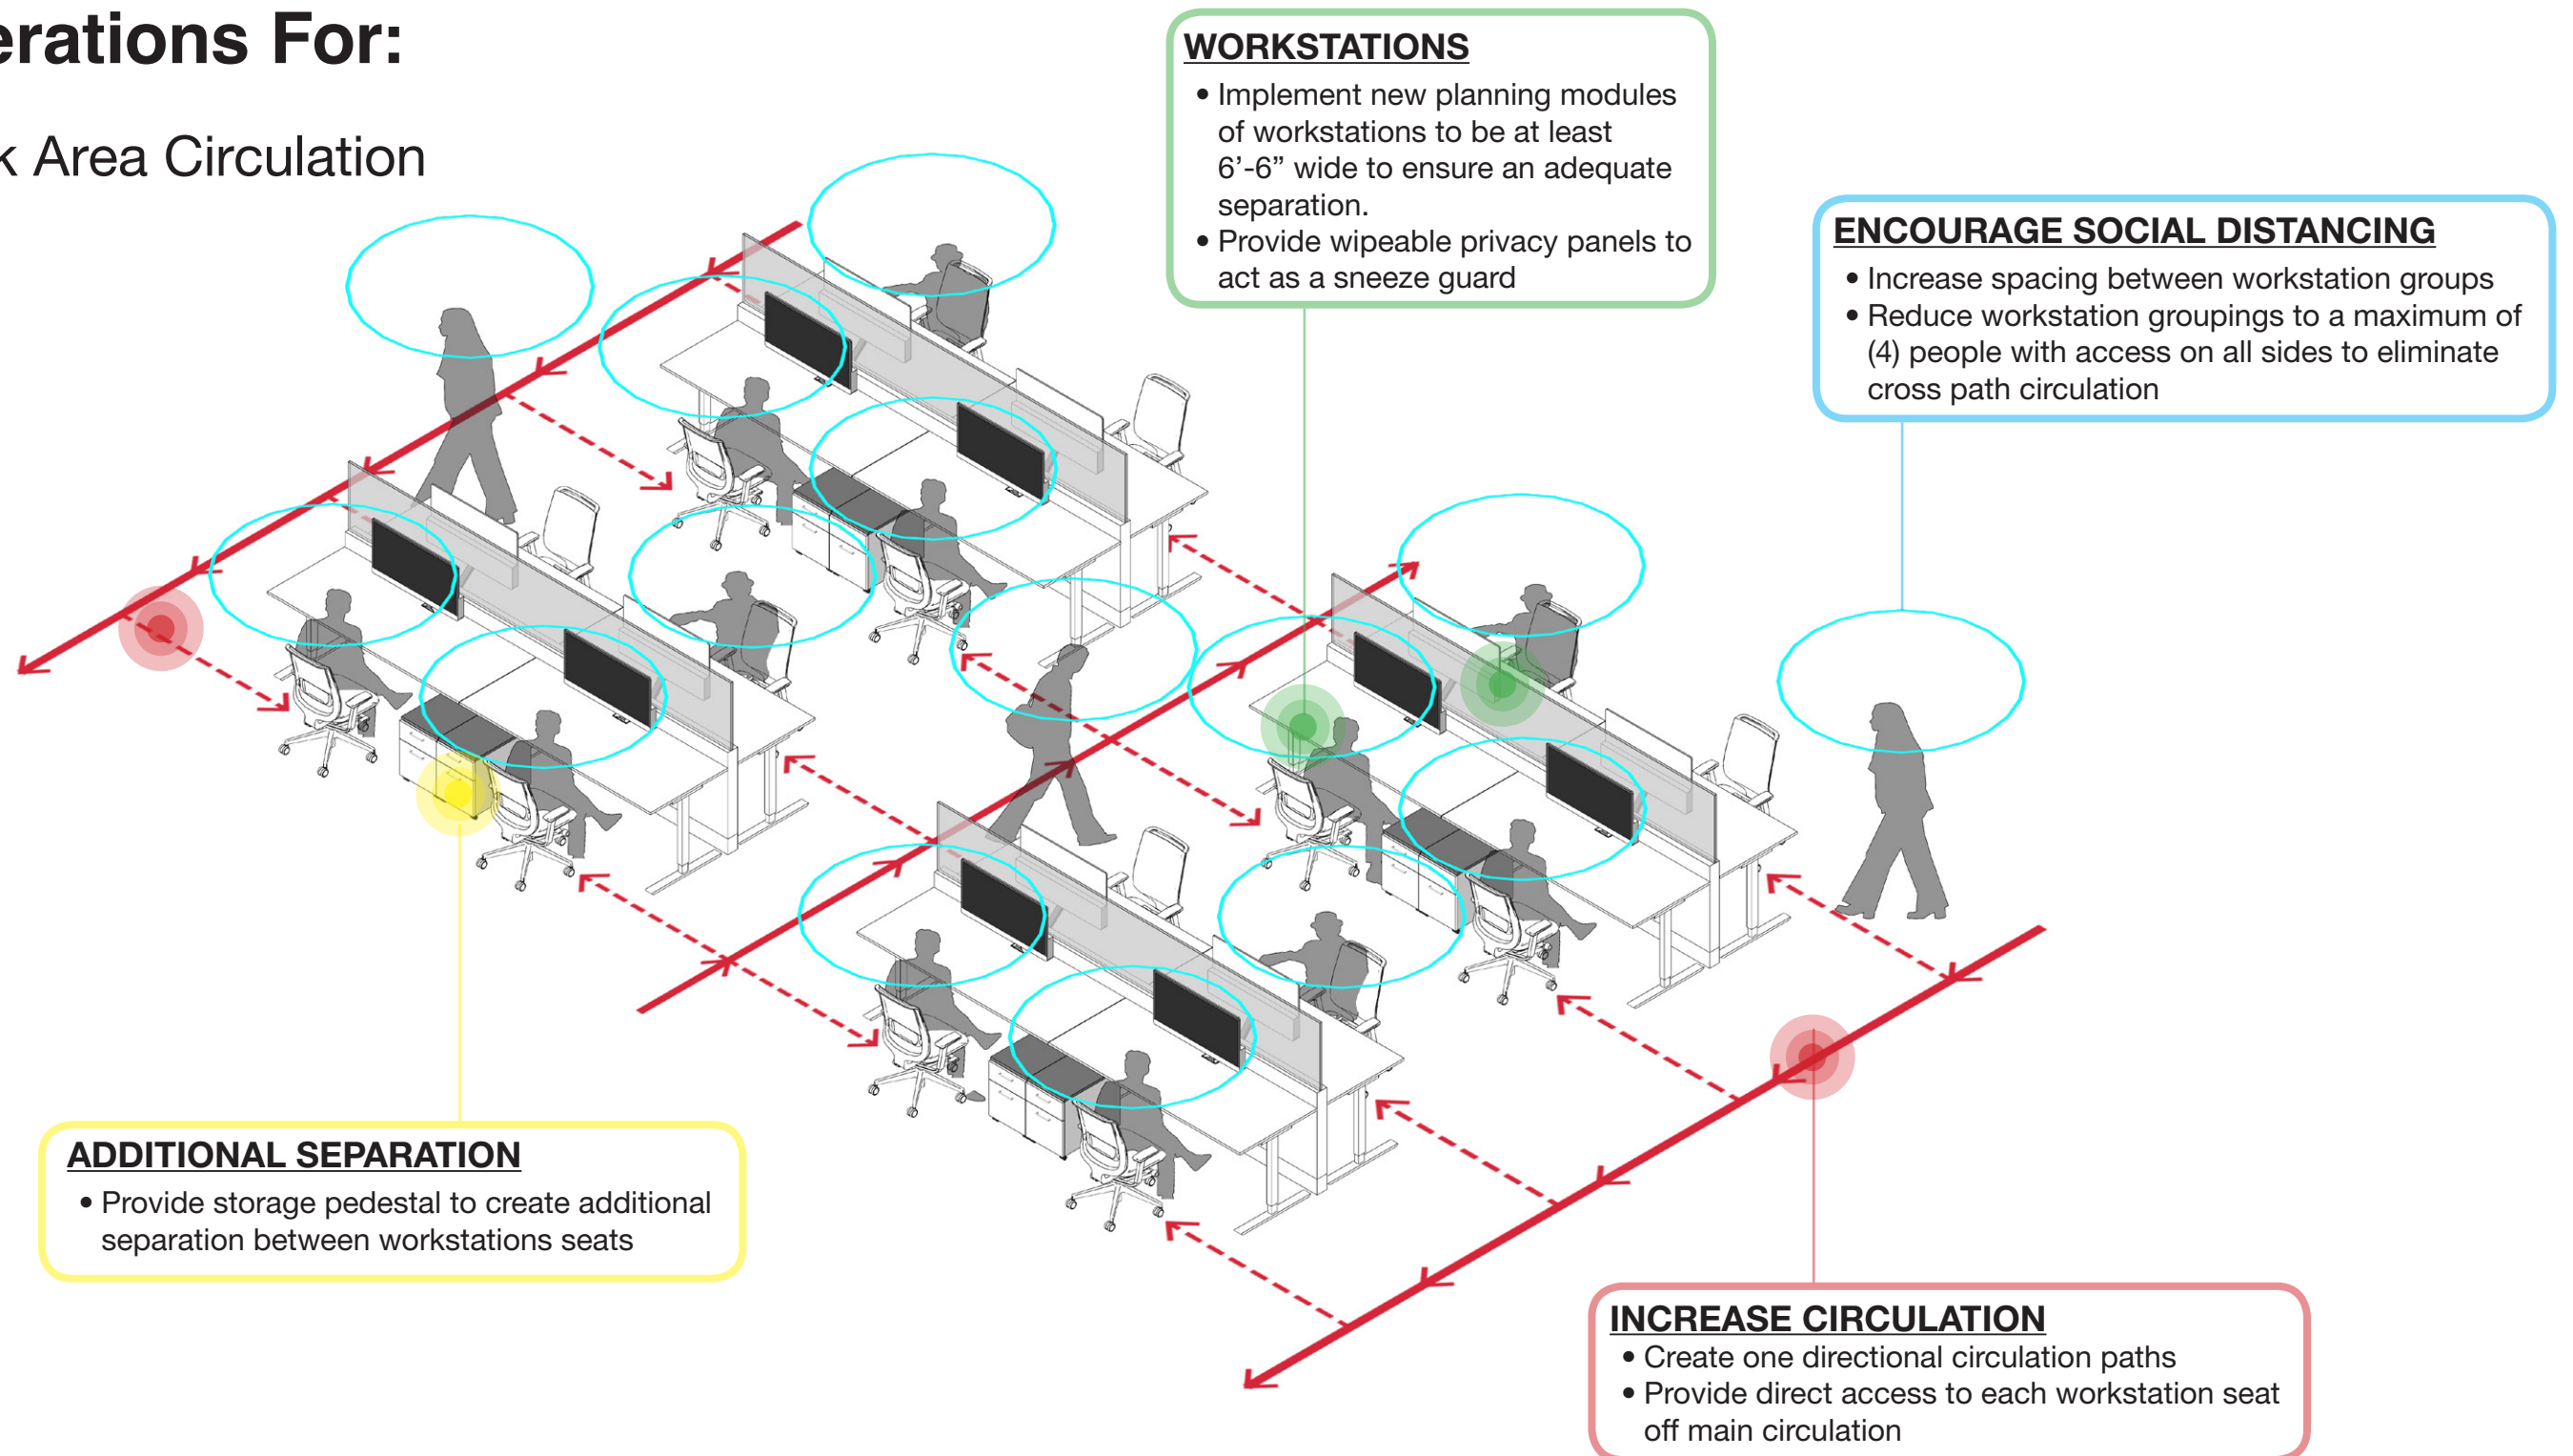 erations For:
k Area Circulation
WORKSTATIONS
• Implement new planning modules
of workstations to be at least
6’-6” wide to ensure an adequate
separation.
• Provide wipeable privacy panels to
act as a sneeze guard
ENCOURAGE SOCIAL DISTANCING
• Increase spacing between workstation groups
• Reduce workstation groupings to a maximum of
(4) people with access on all sides to eliminate
cross path circulation
ADDITIONAL SEPARATION
• Provide storage pedestal to create additional
separation between workstations seats
INCREASE CIRCULATION
• Create one directional circulation paths
• Provide direct access to each workstation seat
off main circulation